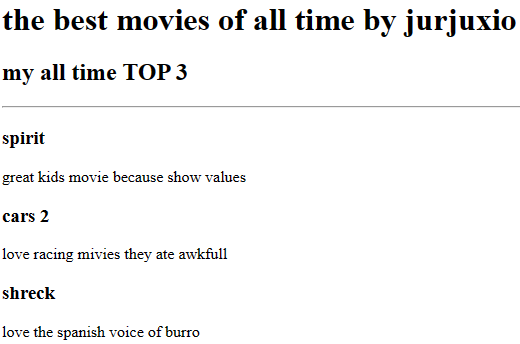 the best movies of all time by jurjuxio
my all time TOP 3
spirit
great kids movie because show values
cars 2
love racing mivies they ate awkfull
shreck
love the spanish voice of burro